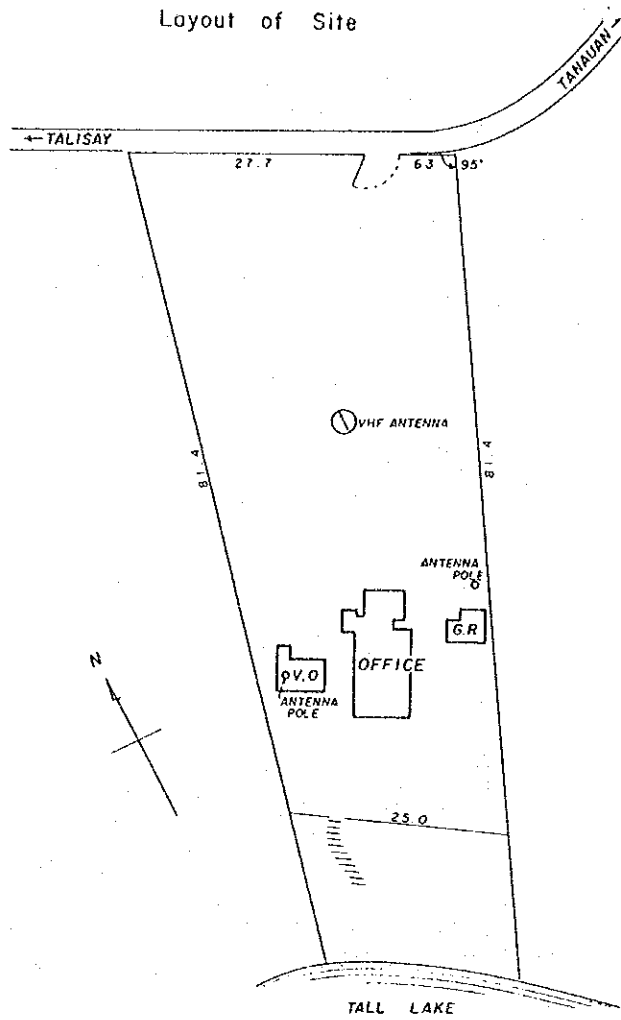 Layout of Site
TANAUAN
←TALISAY
27.7
63
95°
VHF ANTENNA
81.4
81.4
ANTENNA
POLE
G.R
OFFICE
V.O
ANTENNA
POLE
N
25.0
TALL LAKE